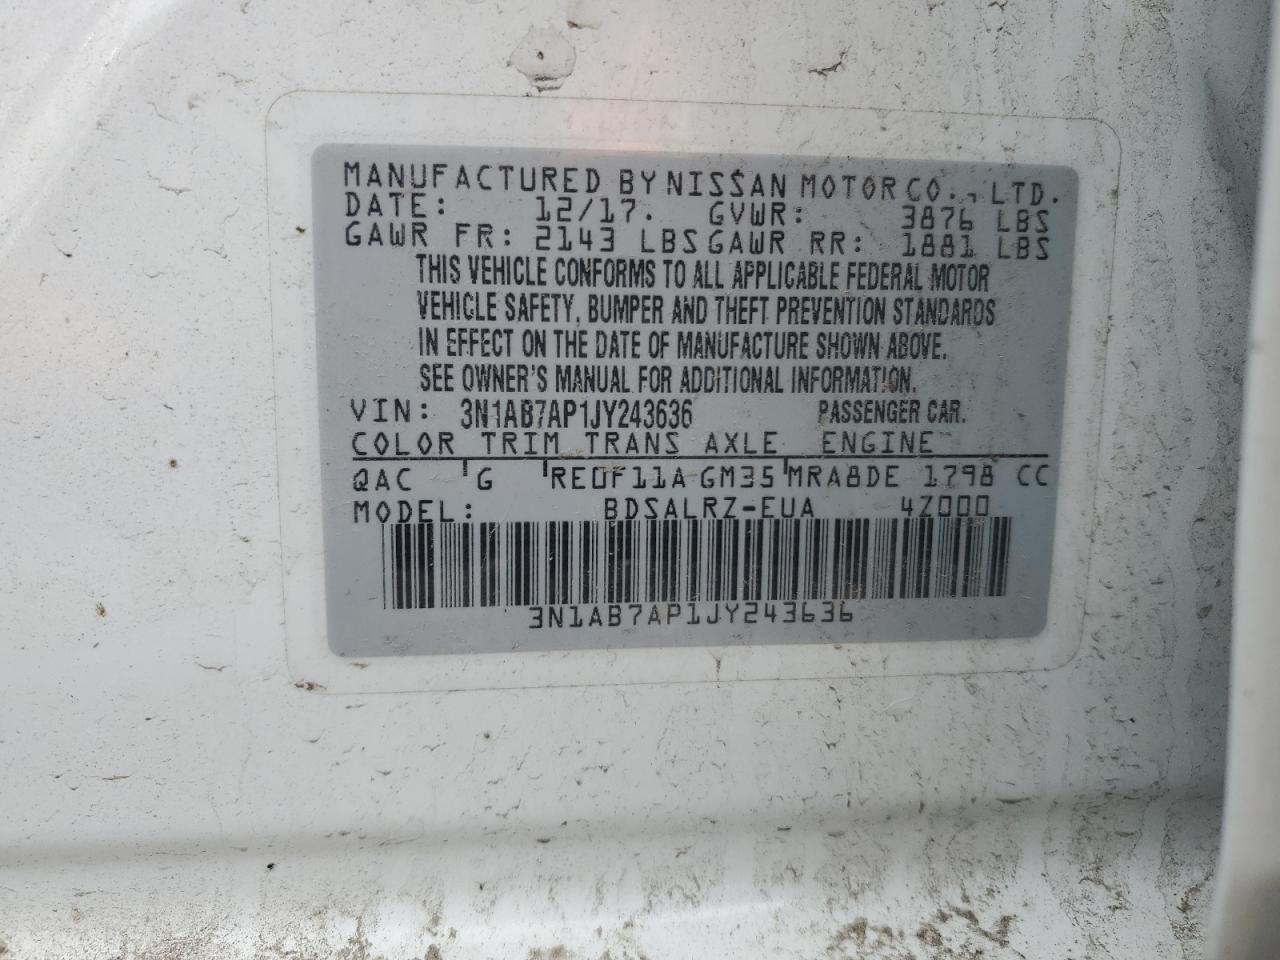 MANUFACTURED BY NISSAN MOTOR CO., LTD.
DATE: 12/17. GVWR: 3876 LBS
GAWR FR: 2143 LBS GAWR RR: 1881 LBS
THIS VEHICLE CONFORMS TO ALL APPLICABLE FEDERAL MOTOR
VEHICLE SAFETY, BUMPER AND THEFT PREVENTION STANDARDS
IN EFFECT ON THE DATE OF MANUFACTURE SHOWN ABOVE.
SEE OWNER'S MANUAL FOR ADDITIONAL INFORMATION.
VIN: 3N1AB7AP1JY243636 PASSENGER CAR.
COLOR TRIM TRANS AXLE ENGINE
QAC G RE0F11A GM35 MRA8DE 1798 CC
MODEL: BDSALRZ-EUA 4Z000
3N1AB7AP1JY243636